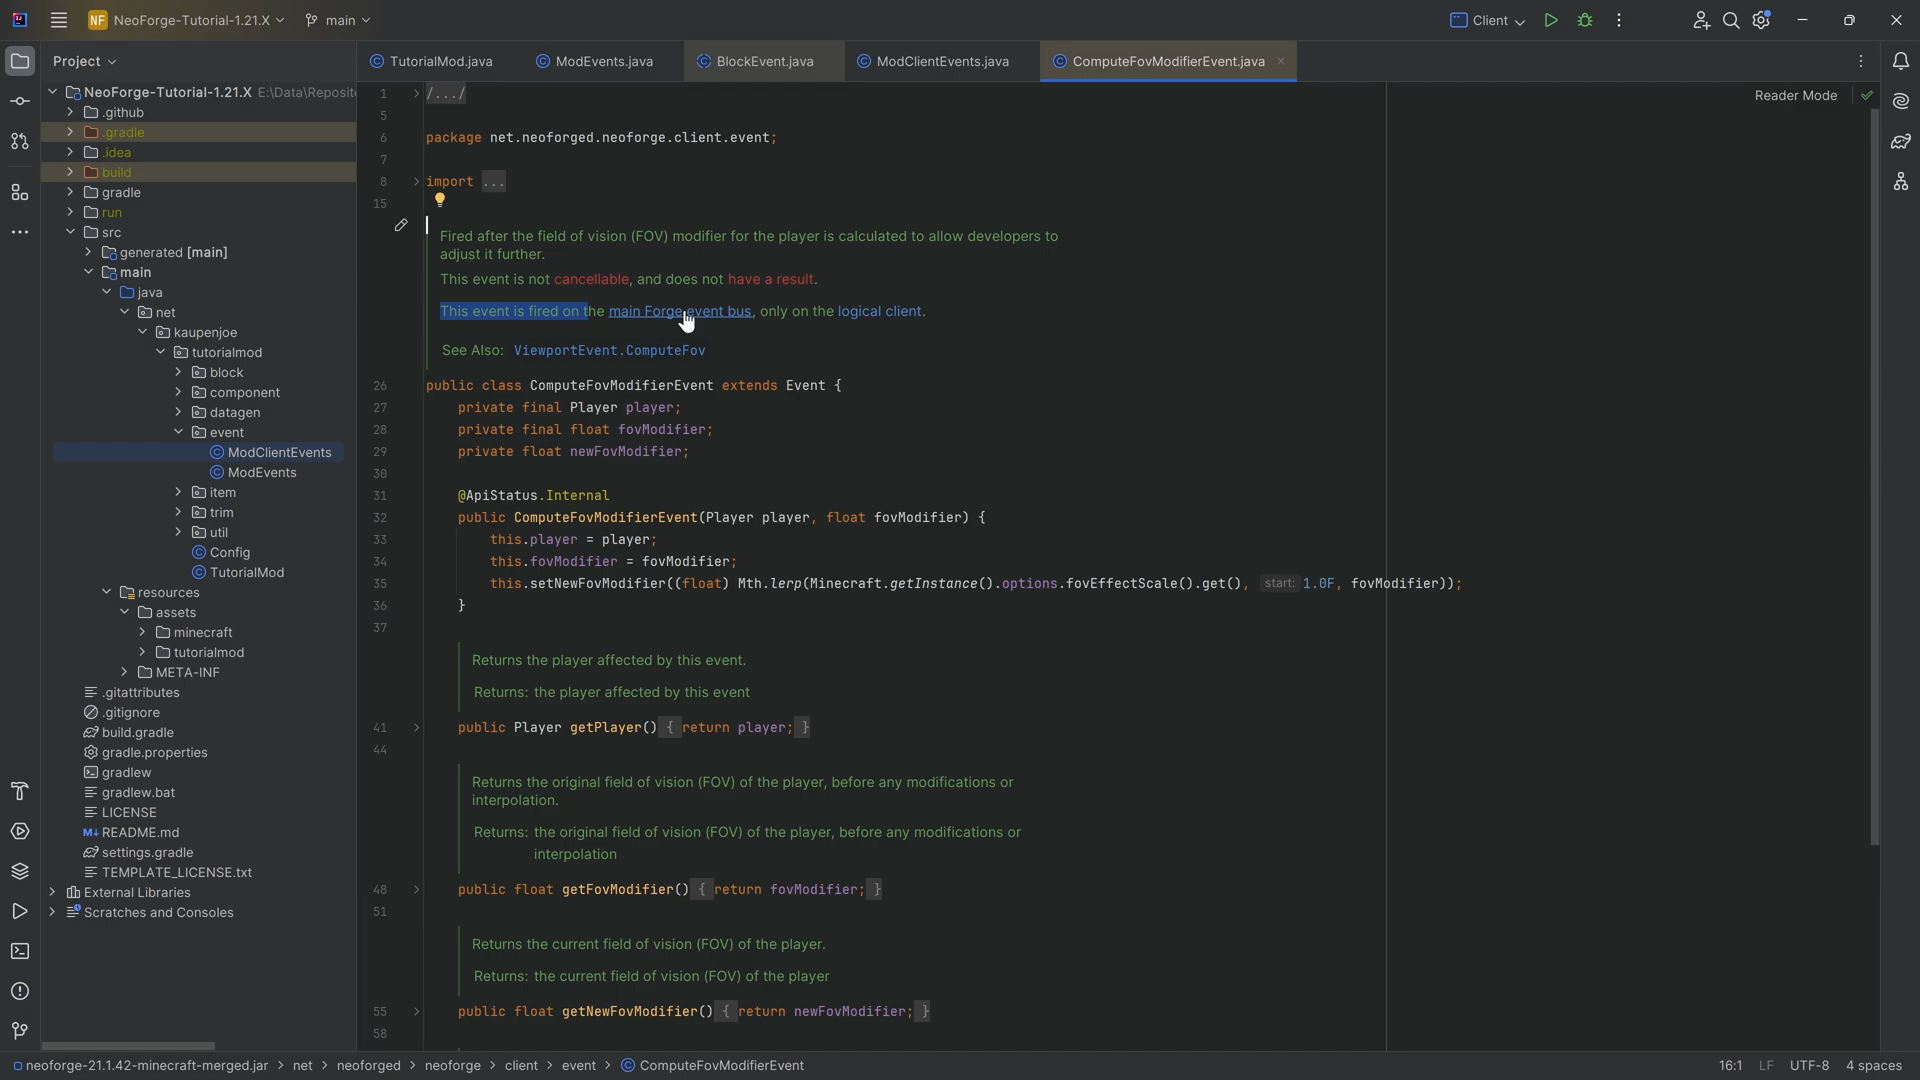 NF NeoForge-Tutorial-1.21.X main Client
Project
TutorialMod.java ModEvents.java BlockEvent.java ModClientEvents.java ComputeFovModifierEvent.java
NeoForge-Tutorial-1.21.X E:\Data\Reposit
.github
.gradle
.idea
build
gradle
run
src
generated [main]
main
java
net
kaupenjoe
tutorialmod
block
component
datagen
event
ModClientEvents
ModEvents
item
trim
util
Config
TutorialMod
resources
assets
minecraft
tutorialmod
META-INF
.gitattributes
.gitignore
build.gradle
gradle.properties
gradlew
gradlew.bat
LICENSE
M↓ README.md
settings.gradle
TEMPLATE_LICENSE.txt
External Libraries
Scratches and Consoles
Reader Mode
1 /.../
5
6 package net.neoforged.neoforge.client.event;
7
8 import ...
15
Fired after the field of vision (FOV) modifier for the player is calculated to allow developers to
adjust it further.
This event is not cancellable, and does not have a result.
This event is fired on the main Forge event bus, only on the logical client.
See Also: ViewportEvent.ComputeFov
26 public class ComputeFovModifierEvent extends Event {
27 private final Player player;
28 private final float fovModifier;
29 private float newFovModifier;
30
31 @ApiStatus.Internal
32 public ComputeFovModifierEvent(Player player, float fovModifier) {
33 this.player = player;
34 this.fovModifier = fovModifier;
35 this.setNewFovModifier((float) Mth.lerp(Minecraft.getInstance().options.fovEffectScale().get(), start: 1.0F, fovModifier));
36 }
37
Returns the player affected by this event.
Returns: the player affected by this event
41 public Player getPlayer() { return player; }
44
Returns the original field of vision (FOV) of the player, before any modifications or
interpolation.
Returns: the original field of vision (FOV) of the player, before any modifications or
interpolation
48 public float getFovModifier() { return fovModifier; }
51
Returns the current field of vision (FOV) of the player.
Returns: the current field of vision (FOV) of the player
55 public float getNewFovModifier() { return newFovModifier; }
58
neoforge-21.1.42-minecraft-merged.jar > net > neoforged > neoforge > client > event > ComputeFovModifierEvent 16:1 LF UTF-8 4 spaces